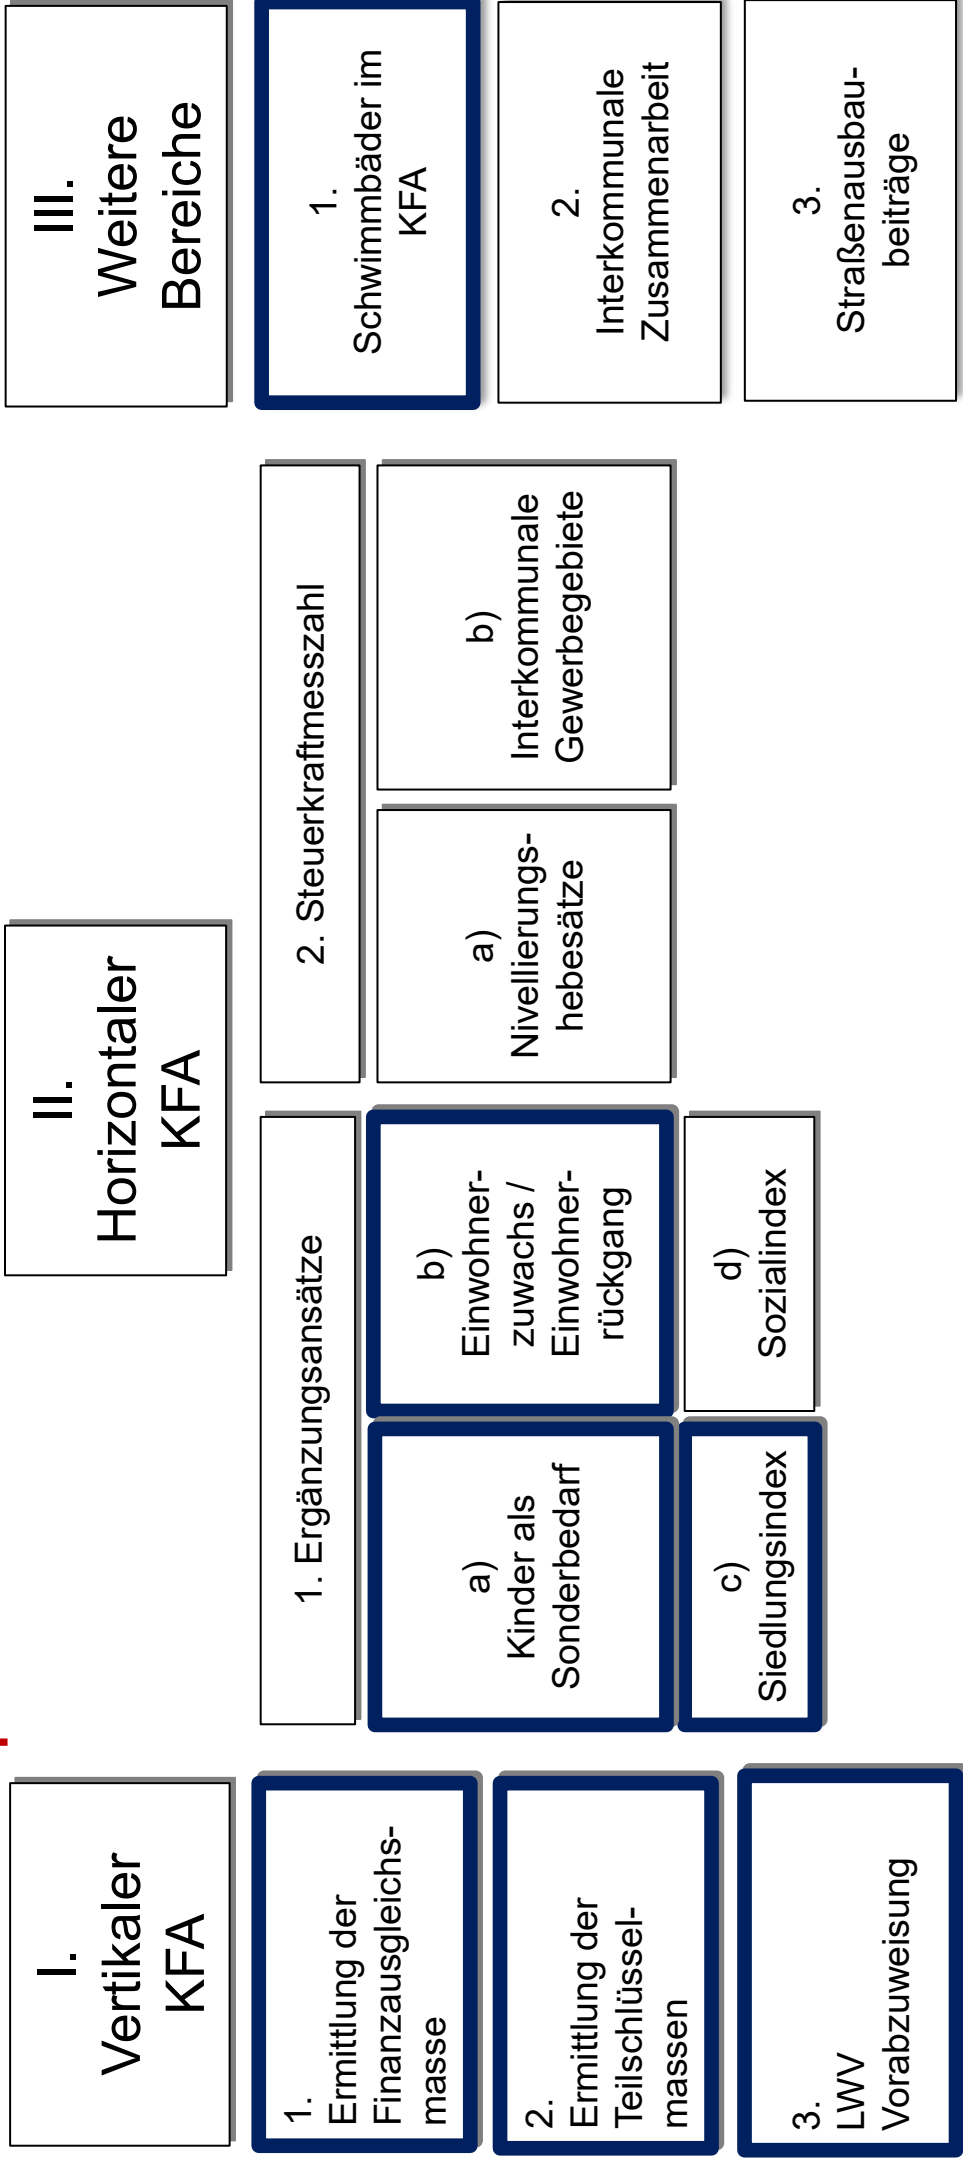 I.
Vertikaler
KFA
1.
Ermittlung der
Finanzausgleichs-
masse
2.
Ermittlung der
Teilschlüssel-
massen
3.
LWV
Vorabzuweisung
II.
Horizontaler
KFA
1. Ergänzungsansätze
a)
Kinder als
Sonderbedarf
b)
Einwohner-
zuwachs /
Einwohner-
rückgang
c)
Siedlungsindex
d)
Sozialindex
2. Steuerkraftmesszahl
a)
Nivellierungs-
hebesätze
b)
Interkommunale
Gewerbegebiete
III.
Weitere
Bereiche
1.
Schwimmbäder im
KFA
2.
Interkommunale
Zusammenarbeit
3.
Straßenausbau-
beiträge